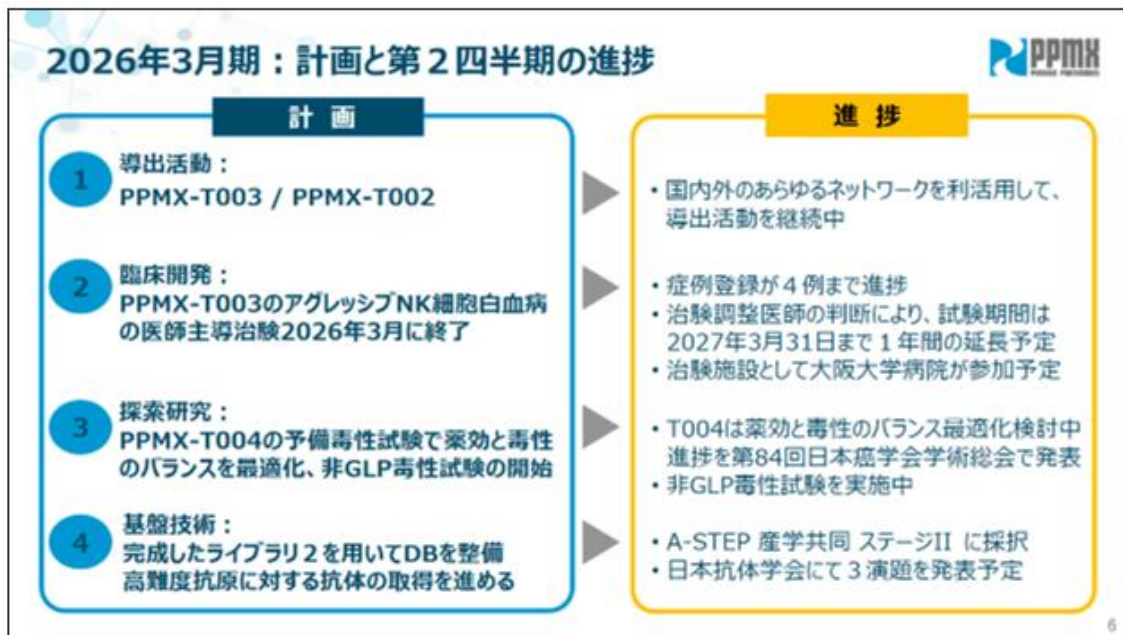 2026年3月期：計画と第２四半期の進捗
PPMX
計 画
進 捗
1
導出活動：
PPMX-T003 / PPMX-T002
・国内外のあらゆるネットワークを利活用して、
導出活動を継続中
2
臨床開発：
PPMX-T003のアグレッシブNK細胞白血病
の医師主導治験2026年3月に終了
・症例登録が４例まで進捗
・治験調整医師の判断により、試験期間は
2027年3月31日まで１年間の延長予定
・治験施設として大阪大学病院が参加予定
3
探索研究：
PPMX-T004の予備毒性試験で薬効と毒性
のバランスを最適化、非GLP毒性試験の開始
・T004は薬効と毒性のバランス最適化検討中
進捗を第84回日本癌学会学術総会で発表
・非GLP毒性試験を実施中
4
基盤技術：
完成したライブラリ２を用いてDBを整備
高難度抗原に対する抗体の取得を進める
・A-STEP 産学共同 ステージII に採択
・日本抗体学会にて３演題を発表予定
6